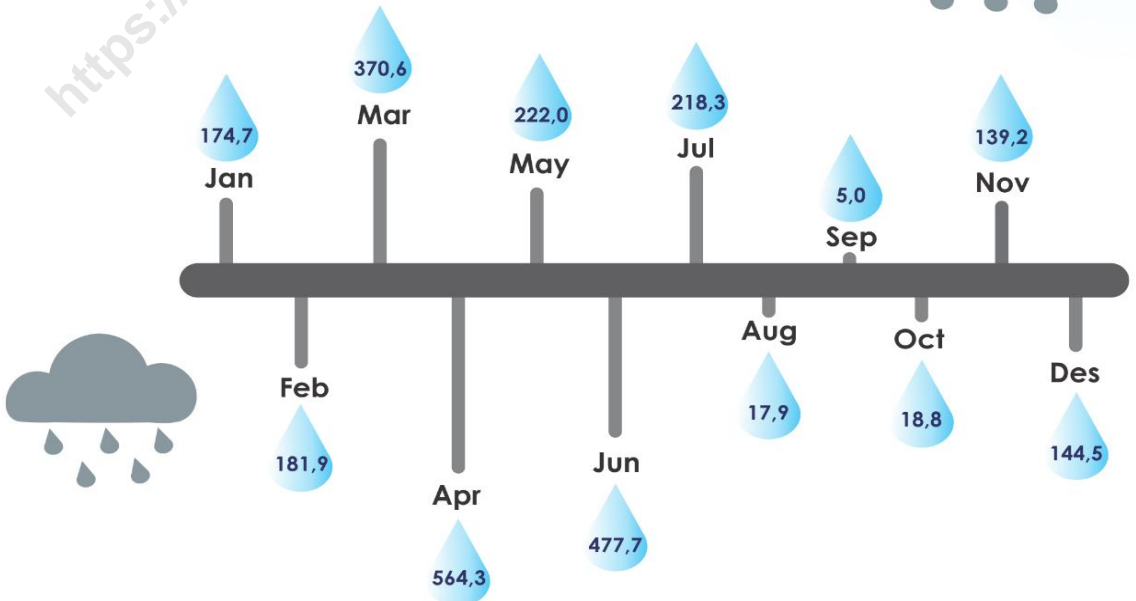 https:/
174,7
Jan
181,9
Feb
370,6
Mar
Apr
564,3
222,0
May
Jun
477,7
218,3
Jul
Aug
17,9
5,0
Sep
Oct
18,8
139,2
Nov
Des
144,5